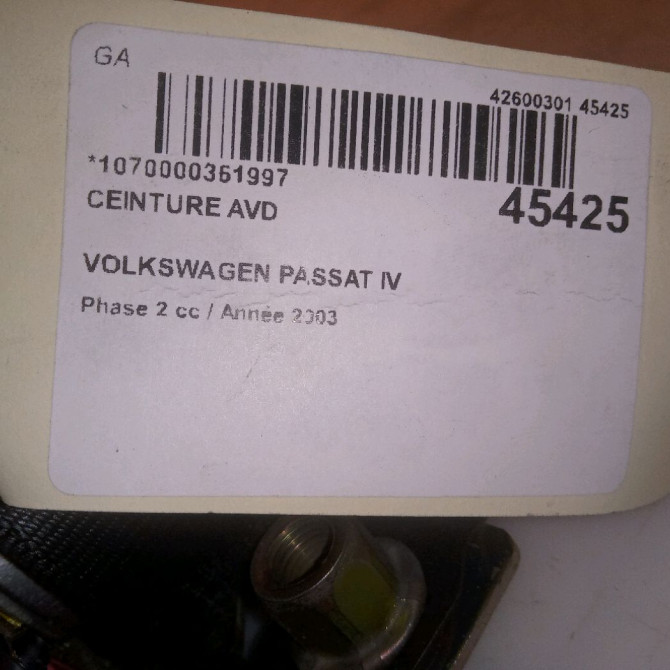 GA
42600301 45425
*1070000361997
45425
CEINTURE AVD
VOLKSWAGEN PASSAT IV
Phase 2 cc / Année 2003